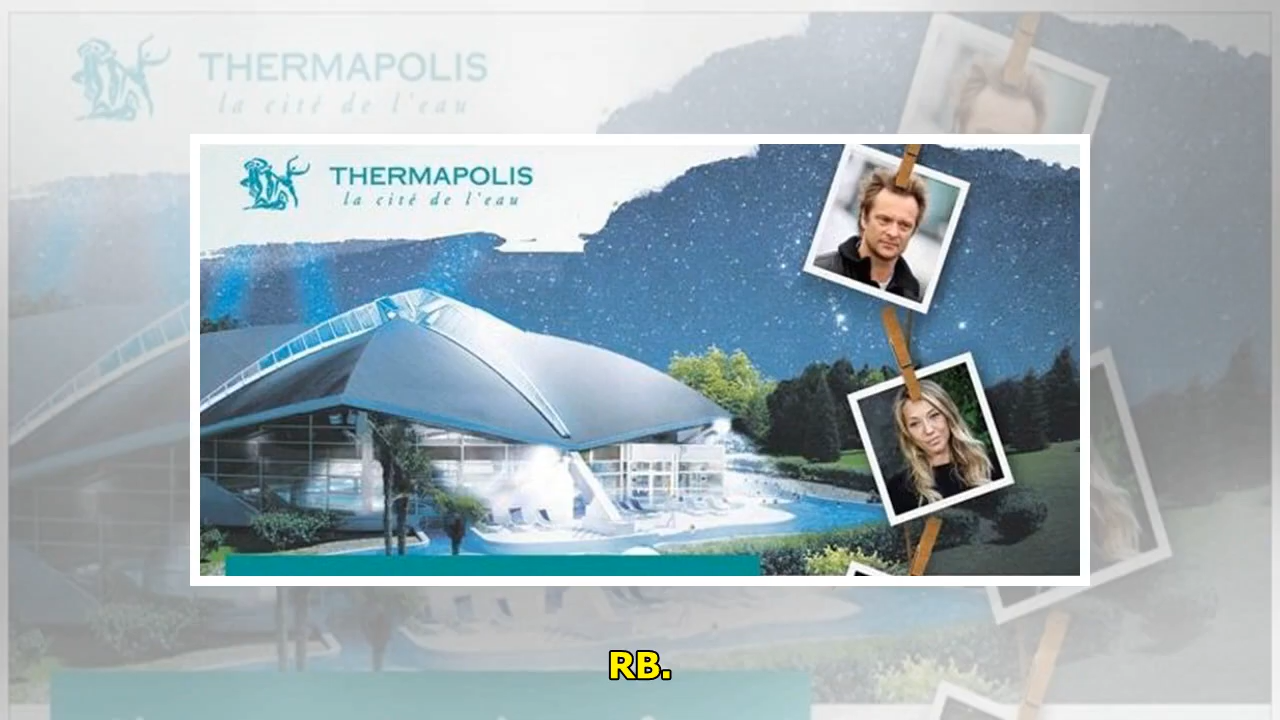 THERMAPOLIS
la cité de l'eau
THERMAPOLIS
la cité de l'eau
RB.